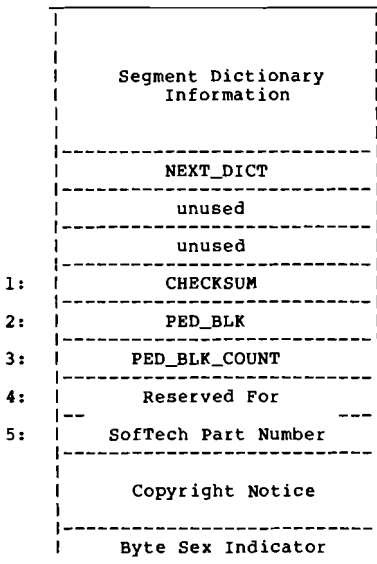 Segment Dictionary
Information
NEXT_DICT
unused
unused
1: CHECKSUM
2: PED_BLK
3: PED_BLK_COUNT
4: Reserved For
5: SofTech Part Number
Copyright Notice
Byte Sex Indicator